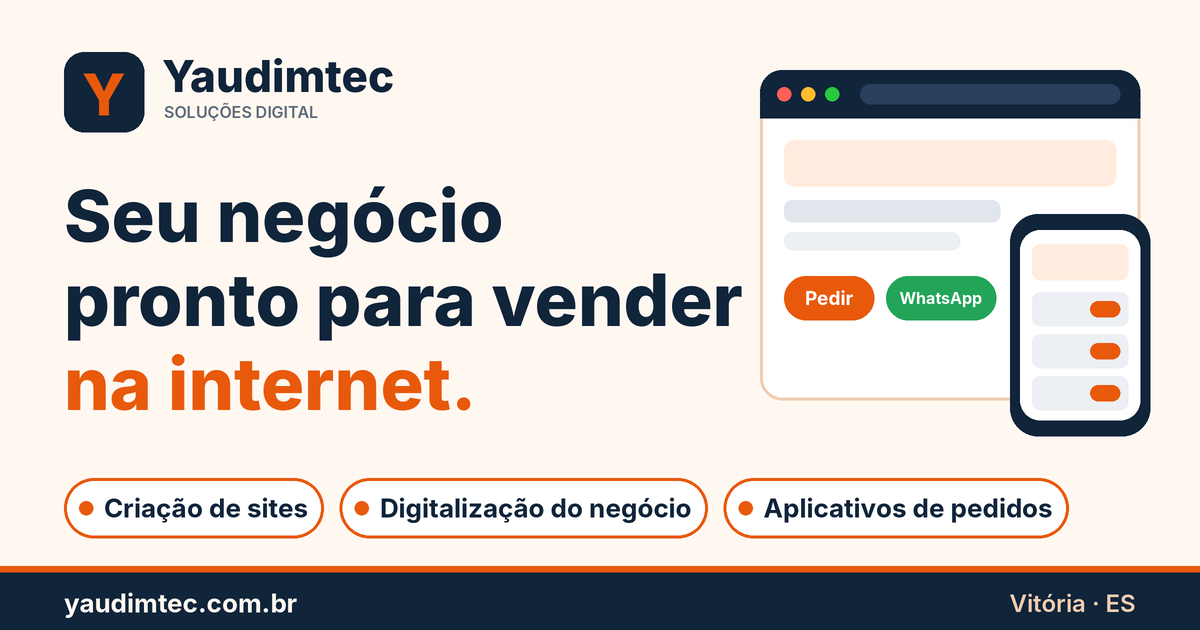 Y
Yaudimtec
SOLUÇÕES DIGITAL
Seu negócio
pronto para vender
na internet.
Pedir
WhatsApp
Criação de sites
Digitalização do negócio
Aplicativos de pedidos
yaudimtec.com.br
Vitória · ES